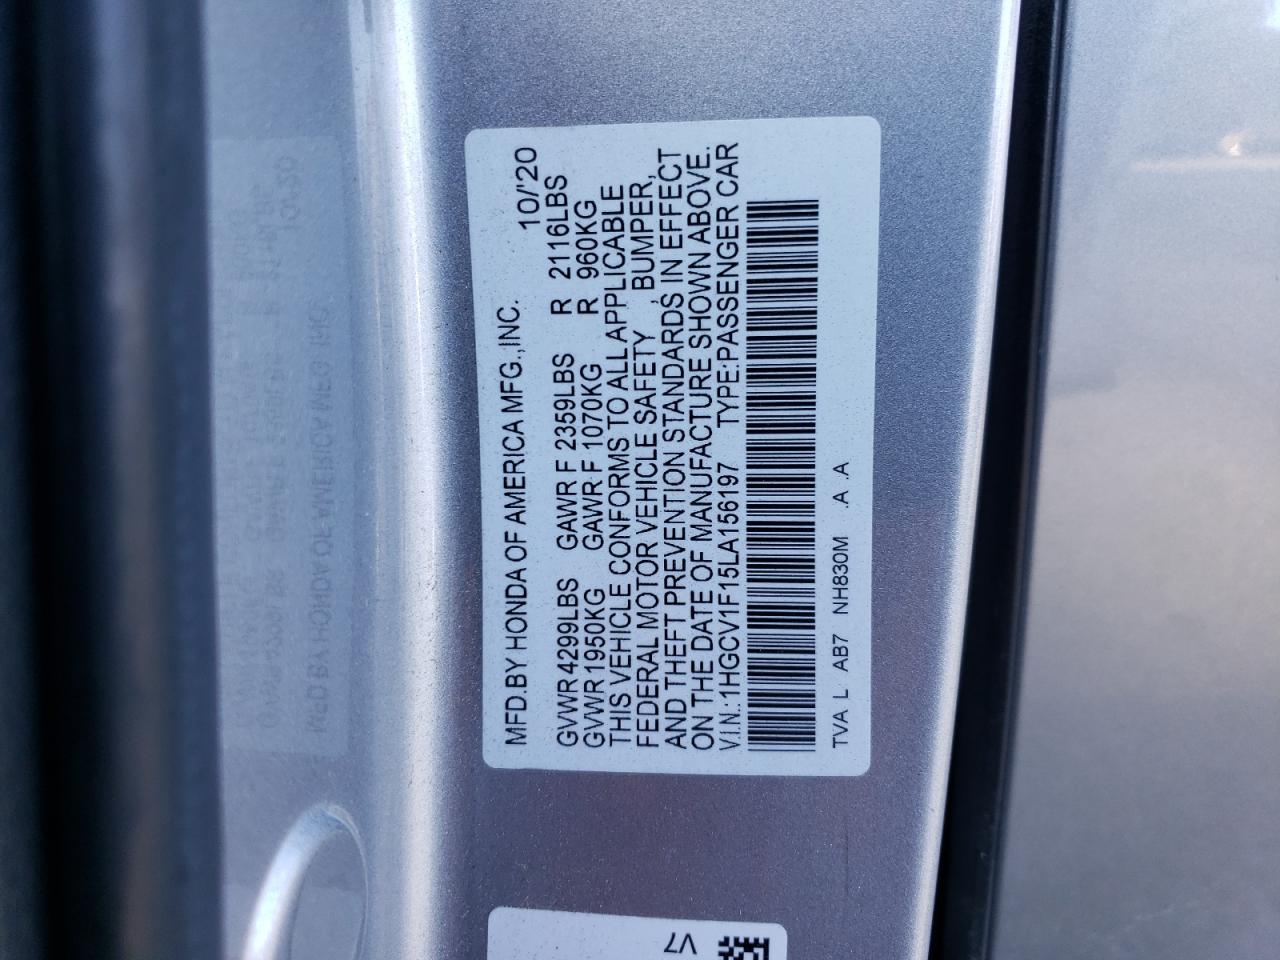 MFD.BY HONDA OF AMERICA MFG.,INC. 10/'20
GVWR 4299LBS GAWR F 2359LBS R 2116LBS
GVWR 1950KG GAWR F 1070KG R 960KG
THIS VEHICLE CONFORMS TO ALL APPLICABLE
FEDERAL MOTOR VEHICLE SAFETY , BUMPER,
AND THEFT PREVENTION STANDARDS IN EFFECT
ON THE DATE OF MANUFACTURE SHOWN ABOVE.
V.I.N.:1HGCV1F15LA156197 TYPE:PASSENGER CAR
TVA L AB7 NH830M .A .A
V7